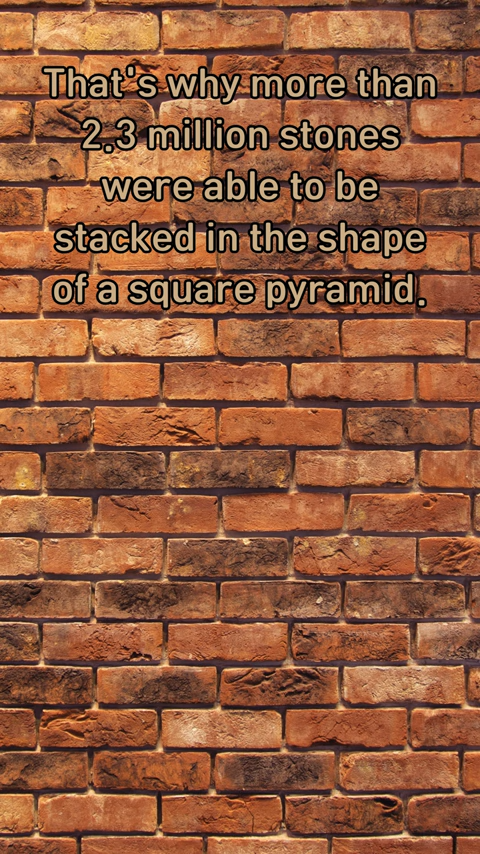 That's why more than
2.3 million stones
were able to be
stacked in the shape
of a square pyramid.